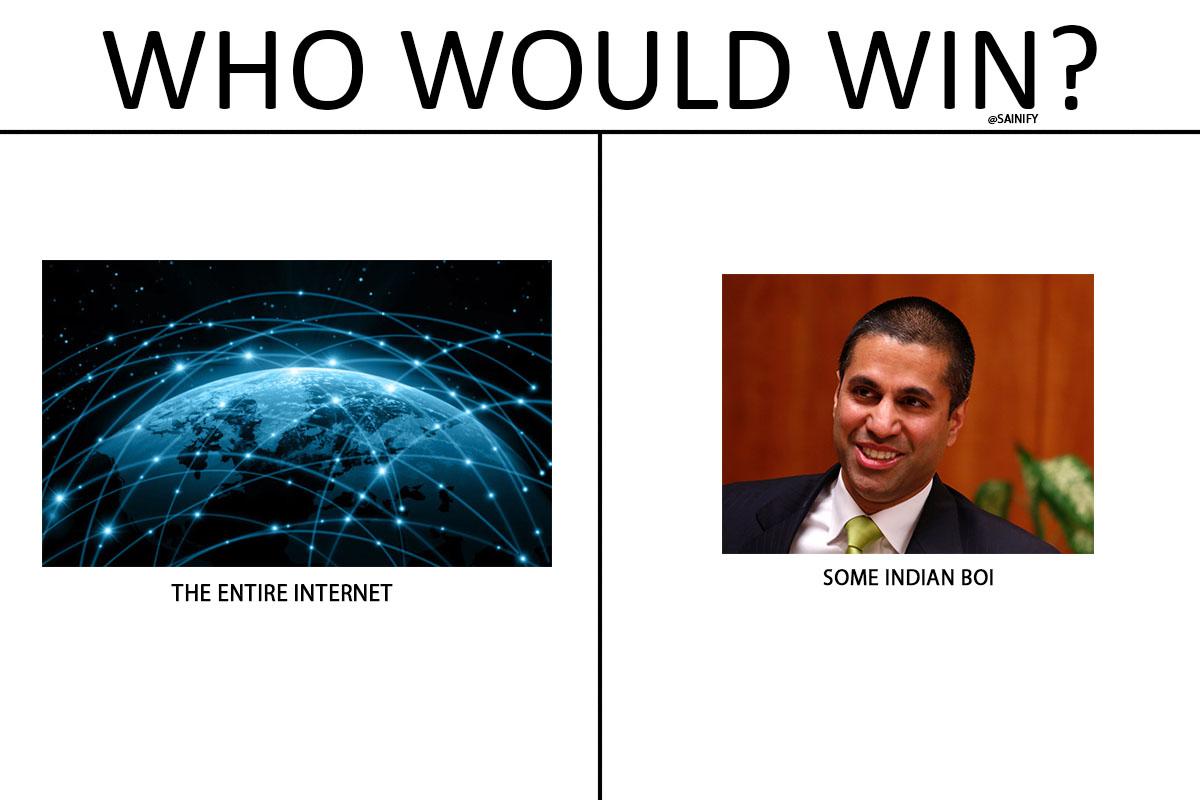 WHO WOULD WIN?
@SAINIFY
THE ENTIRE INTERNET
SOME INDIAN BOI